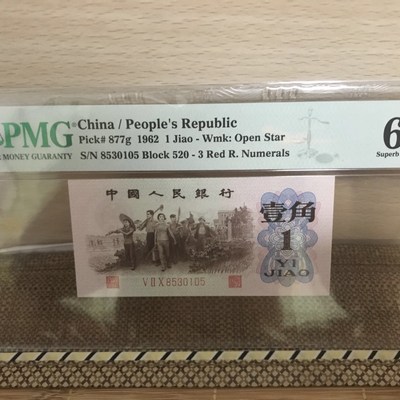 PMG China / People's Republic
Pick# 877g 1962 1 Jiao - Wmk: Open Star
MONEY GUARANTY S/N 8530105 Block 520 - 3 Red R. Numerals
6
Superb
中國人民銀行
壹角
1
YI
JIAO
V II X 8530105